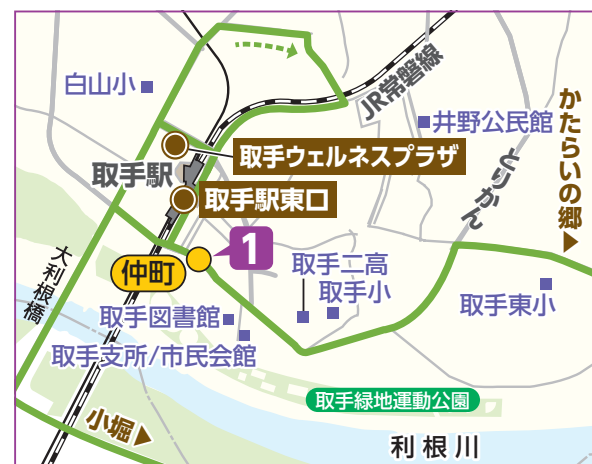 白山小
JR常磐線
井野公民館
かたらいの郷▶
とりかん
取手ウェルネスプラザ
取手駅
取手駅東口
1
仲町
大利根橋
取手二高
取手小
取手東小
取手図書館
取手支所/市民会館
取手緑地運動公園
小堀▶
利根川